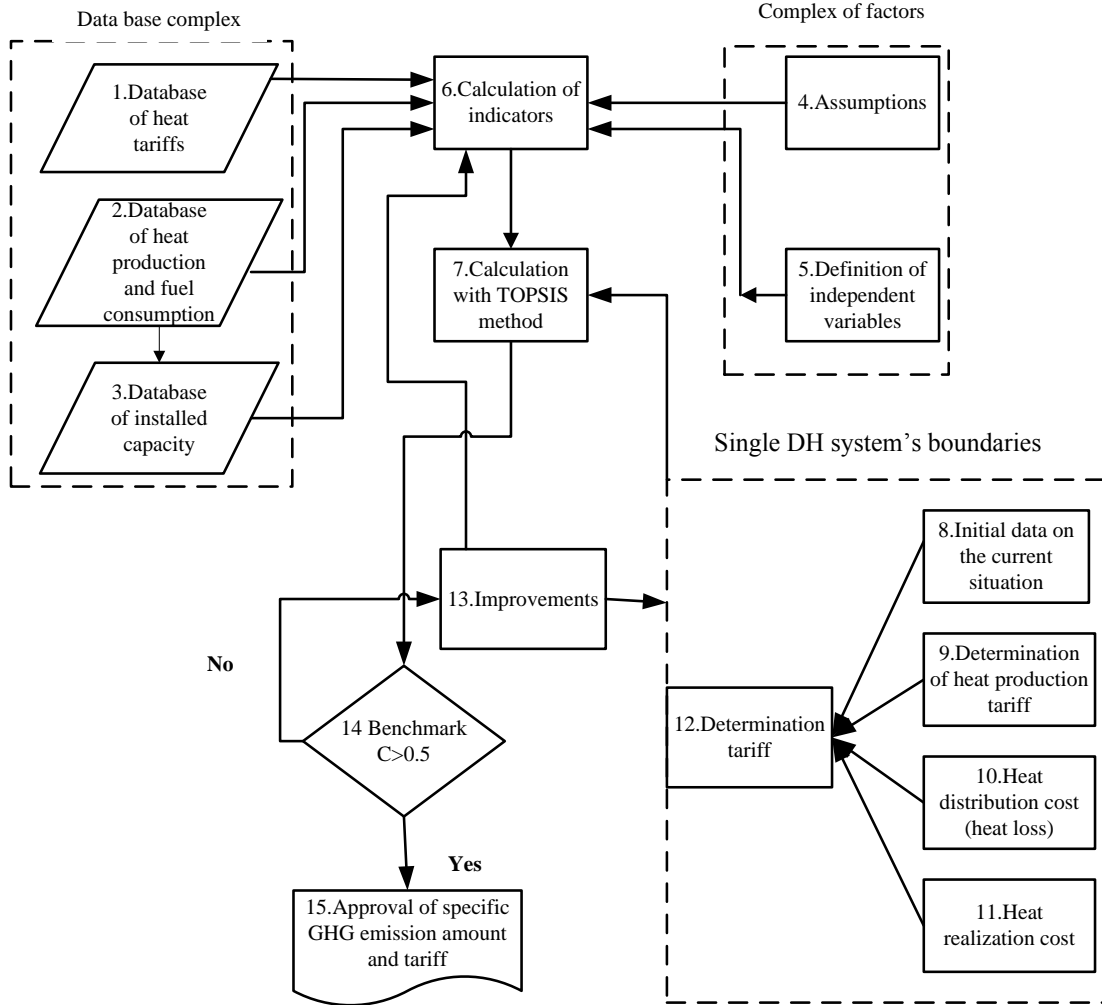 Data base complex
Complex of factors
1.Database
of heat
tariffs
6.Calculation of
indicators
4.Assumptions
2.Database
of heat
production
and fuel
consumption
7.Calculation
with TOPSIS
method
5.Definition of
independent
variables
3.Database
of installed
capacity
Single DH system’s boundaries
8.Initial data on
the current
situation
13.Improvements
No
9.Determination
of heat production
tariff
14 Benchmark
C>0.5
12.Determination
tariff
10.Heat
distribution cost
(heat loss)
Yes
15.Approval of specific
GHG emission amount
and tariff
11.Heat
realization cost